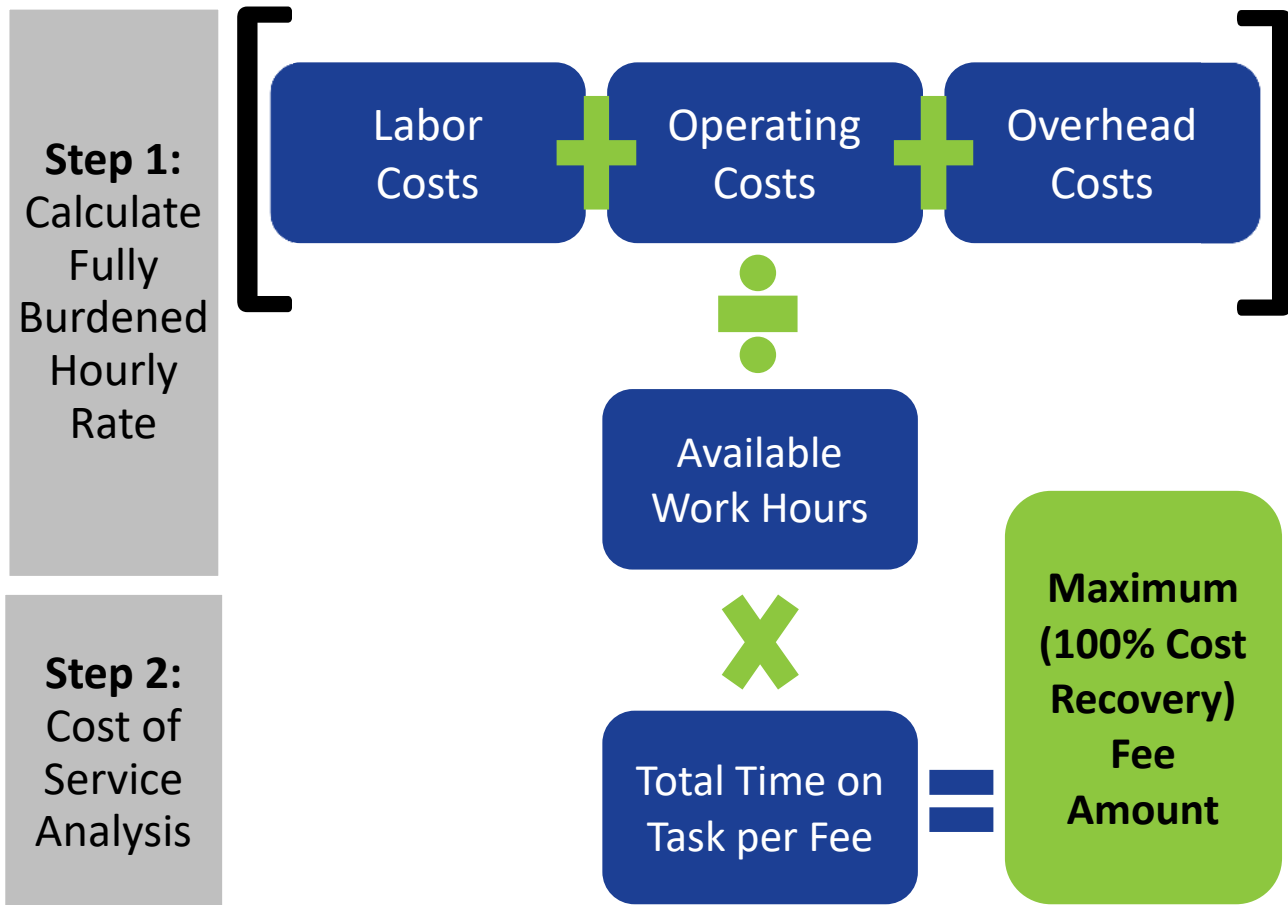 Step 1:
Calculate
Fully
Burdened
Hourly
Rate
Labor
Costs
Operating
Costs
Overhead
Costs
Available
Work Hours
Step 2:
Cost of
Service
Analysis
Total Time on
Task per Fee
Maximum
(100% Cost
Recovery)
Fee
Amount